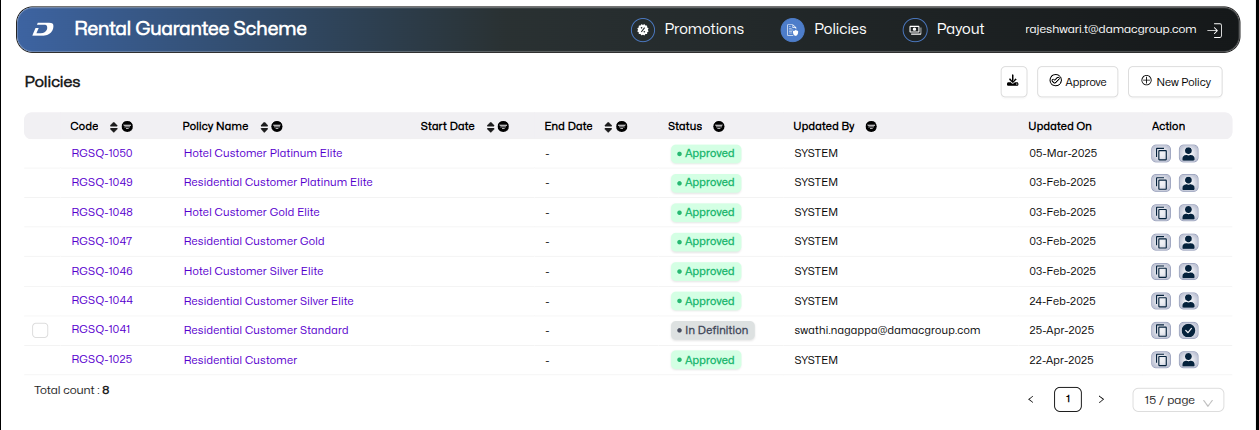 Rental Guarantee Scheme Promotions Policies Payout rajeshwari.t@damacgroup.com
Policies Approve New Policy
Code Policy Name Start Date End Date Status Updated By Updated On Action
RGSQ-1050 Hotel Customer Platinum Elite - Approved SYSTEM 05-Mar-2025
RGSQ-1049 Residential Customer Platinum Elite - Approved SYSTEM 03-Feb-2025
RGSQ-1048 Hotel Customer Gold Elite - Approved SYSTEM 03-Feb-2025
RGSQ-1047 Residential Customer Gold - Approved SYSTEM 03-Feb-2025
RGSQ-1046 Hotel Customer Silver Elite - Approved SYSTEM 03-Feb-2025
RGSQ-1044 Residential Customer Silver Elite - Approved SYSTEM 24-Feb-2025
RGSQ-1041 Residential Customer Standard - In Definition swathi.nagappa@damacgroup.com 25-Apr-2025
RGSQ-1025 Residential Customer - Approved SYSTEM 22-Apr-2025
Total count : 8
< 1 > 15 / page